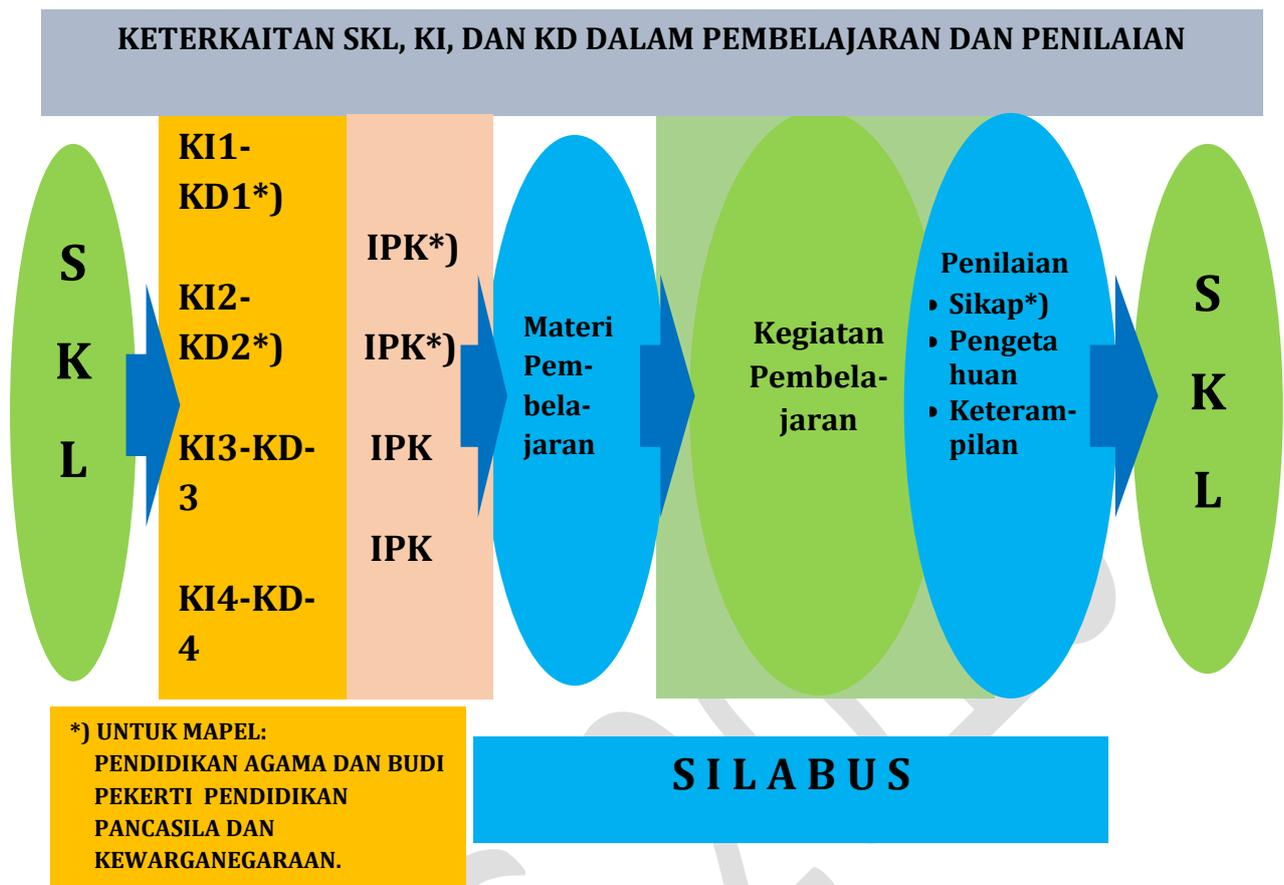 KETERKAITAN SKL, KI, DAN KD DALAM PEMBELAJARAN DAN PENILAIAN
S
K
L
KI1-
KD1*)
KI2-
KD2*)
KI3-KD-
3
KI4-KD-
4
IPK*)
IPK*)
IPK
IPK
Materi
Pem-
bela-
jaran
Kegiatan
Pembela-
jaran
Penilaian
• Sikap*)
• Pengeta
huan
• Keteram-
pilan
S
K
L
*) UNTUK MAPEL:
PENDIDIKAN AGAMA DAN BUDI
PEKERTI PENDIDIKAN
PANCASILA DAN
KEWARGANEGARAAN.
S I L A B U S